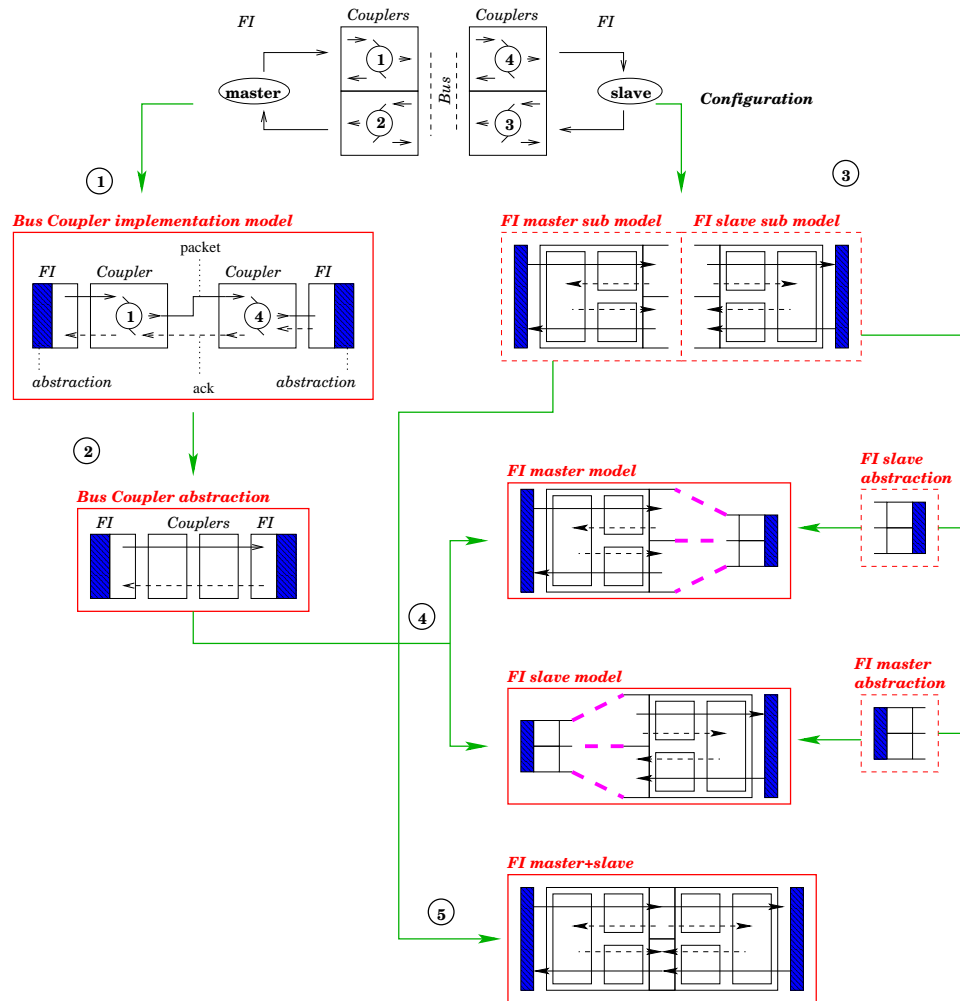 FI
Couplers
Couplers
FI
1
4
master
Bus
slave
Configuration
2
3
1
3
Bus Coupler implementation model
FI master sub model
FI slave sub model
packet
FI
Coupler
Coupler
FI
1
4
abstraction
abstraction
ack
2
FI master model
FI slave
abstraction
Bus Coupler abstraction
FI
Couplers
FI
4
FI slave model
FI master
abstraction
FI master+slave
5